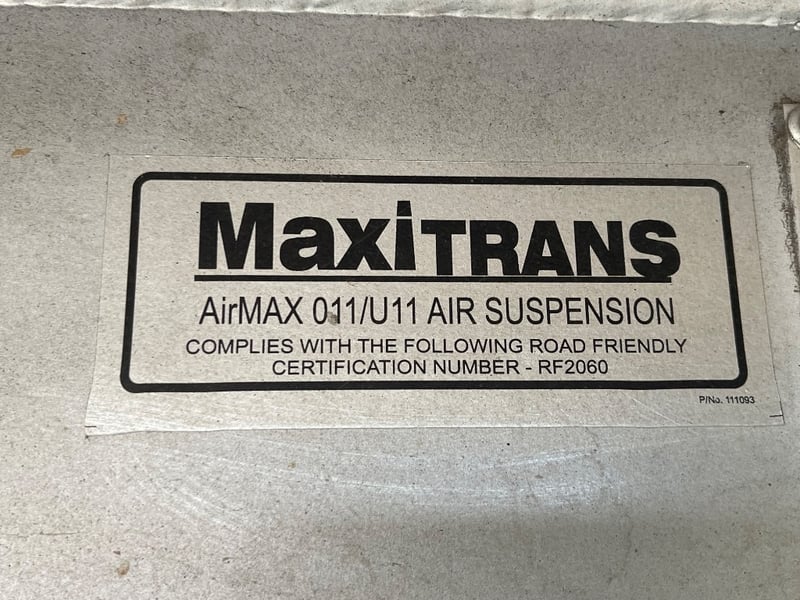 MaxiTRANS
AirMAX 011/U11 AIR SUSPENSION
COMPLIES WITH THE FOLLOWING ROAD FRIENDLY
CERTIFICATION NUMBER - RF2060
P/No. 111093